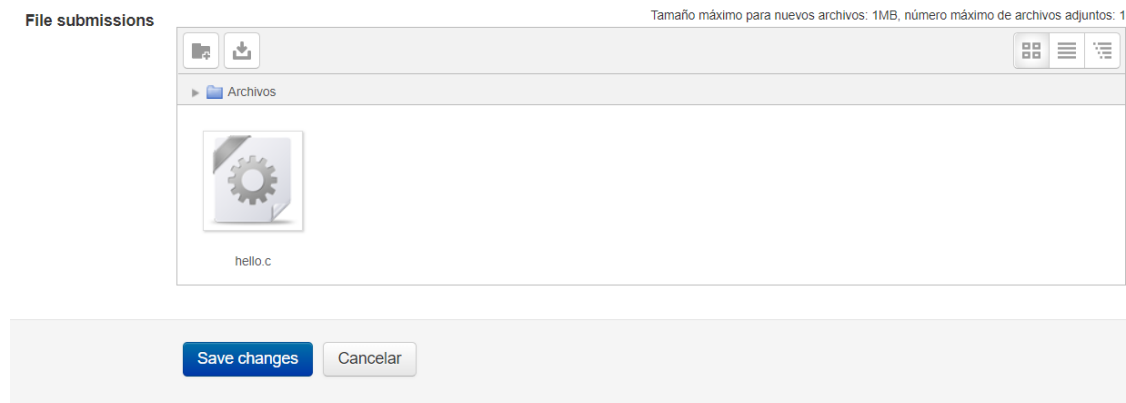 File submissions
Tamaño máximo para nuevos archivos: 1MB, número máximo de archivos adjuntos: 1
Archivos
hello.c
Save changes
Cancelar